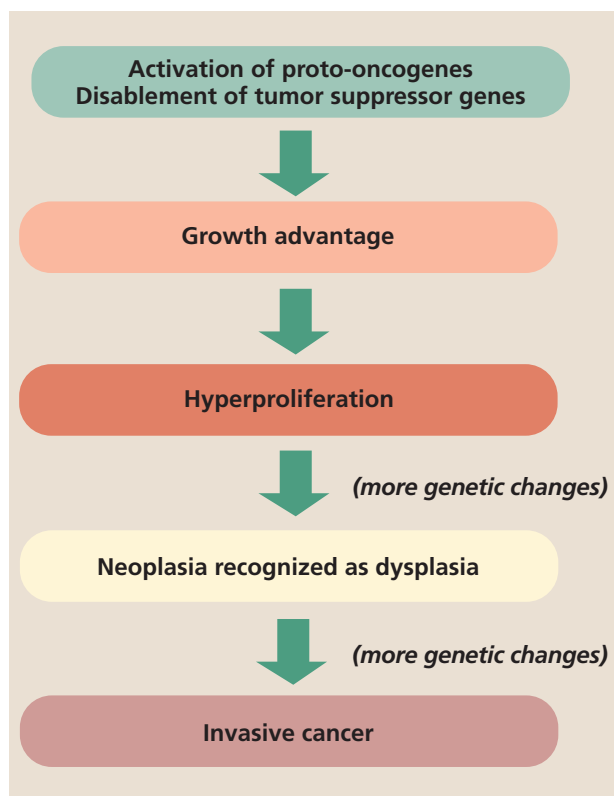 Activation of proto-oncogenes
Disablement of tumor suppressor genes
Growth advantage
Hyperproliferation
(more genetic changes)
Neoplasia recognized as dysplasia
(more genetic changes)
Invasive cancer